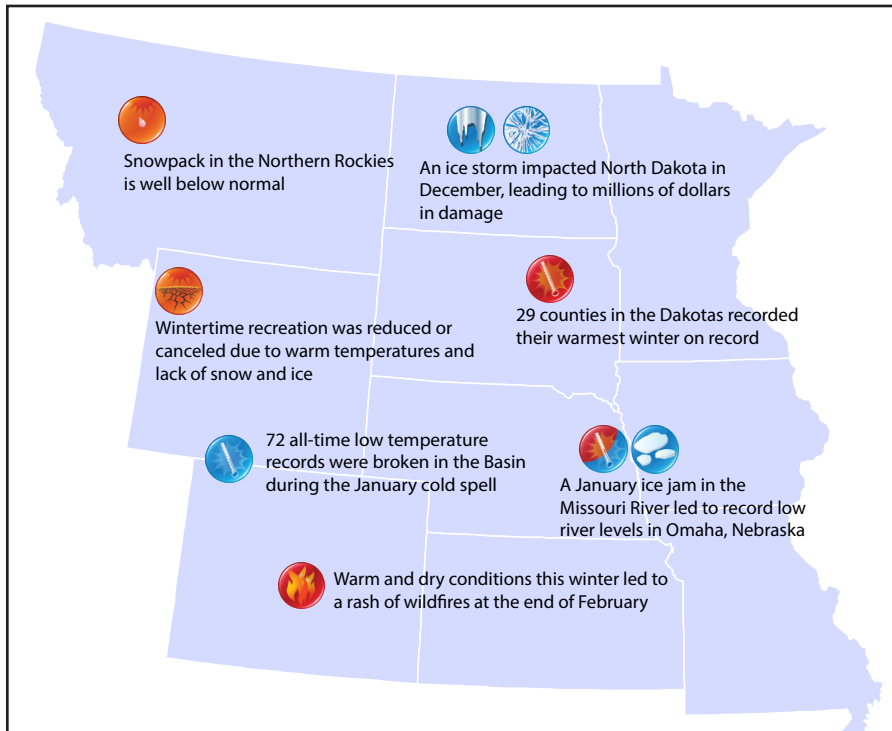 Snowpack in the Northern Rockies
is well below normal
An ice storm impacted North Dakota in
December, leading to millions of dollars
in damage
29 counties in the Dakotas recorded
their warmest winter on record
Wintertime recreation was reduced or
canceled due to warm temperatures and
lack of snow and ice
72 all-time low temperature
records were broken in the Basin
during the January cold spell
A January ice jam in the
Missouri River led to record low
river levels in Omaha, Nebraska
Warm and dry conditions this winter led to
a rash of wildfires at the end of February